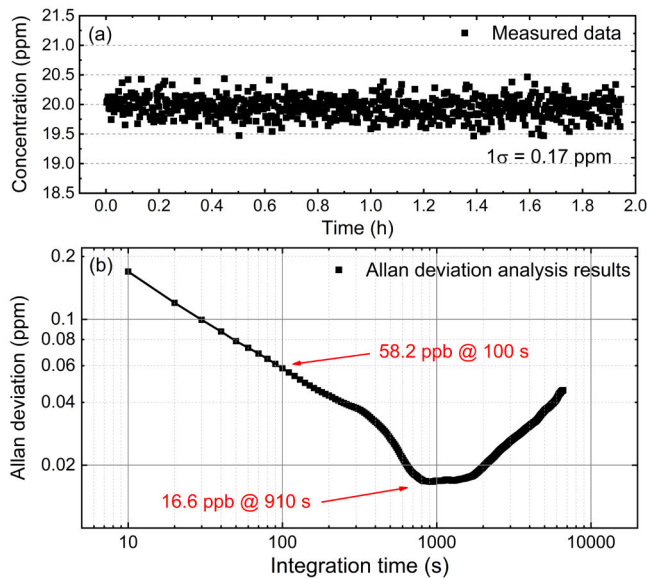 (a)
Measured data
Concentration (ppm)
21.5
21.0
20.5
20.0
19.5
19.0
18.5
1σ = 0.17 ppm
0.0 0.2 0.4 0.6 0.8 1.0 1.2 1.4 1.6 1.8 2.0
Time (h)
(b)
Allan deviation analysis results
Allan deviation (ppm)
0.2
0.1
0.08
0.06
0.04
0.02
58.2 ppb @ 100 s
16.6 ppb @ 910 s
10 100 1000 10000
Integration time (s)